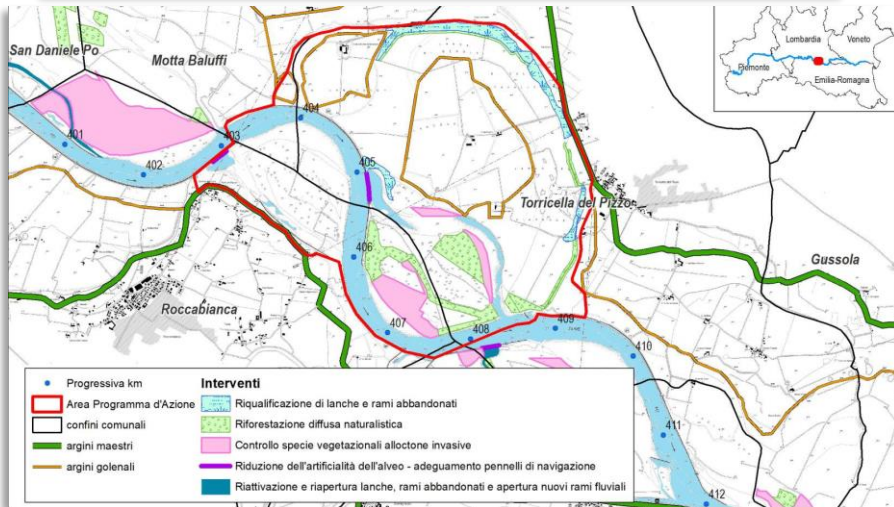 San Daniele Po
Motta Baluffi
Lombardia
Veneto
Piemonte
Emilia-Romagna
401
402
403
404
405
406
407
408
409
410
411
412
Torricella del Pizzo
Gussola
Roccabianca
Progressiva km
Area Programma d'Azione
confini comunali
argini maestri
argini golenali
Interventi
Riqualificazione di lanche e rami abbandonati
Riforestazione diffusa naturalistica
Controllo specie vegetazionali alloctone invasive
Riduzione dell'artificialità dell'alveo - adeguamento pennelli di navigazione
Riattivazione e riapertura lanche, rami abbandonati e apertura nuovi rami fluviali